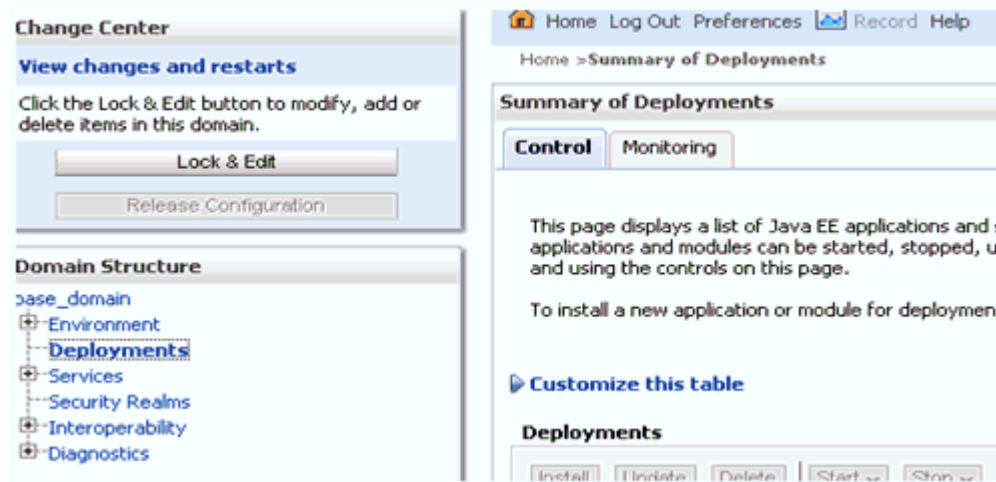 Change Center
View changes and restarts
Click the Lock & Edit button to modify, add or
delete items in this domain.
Lock & Edit
Release Configuration
Domain Structure
base_domain
Environment
Deployments
Services
Security Realms
Interoperability
Diagnostics
Home Log Out Preferences Record Help
Home >Summary of Deployments
Summary of Deployments
Control Monitoring
This page displays a list of Java EE applications and
applications and modules can be started, stopped,
and using the controls on this page.
To install a new application or module for
Customize this table
Deployments
Install Update Delete Start Stop